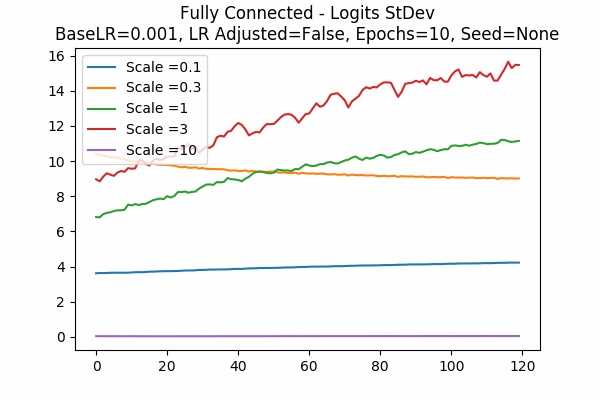 Fully Connected - Logits StDev
BaseLR=0.001, LR Adjusted=False, Epochs=10, Seed=None
16
14
12
10
8
6
4
2
0
Scale =0.1
Scale =0.3
Scale =1
Scale =3
Scale =10
0
20
40
60
80
100
120